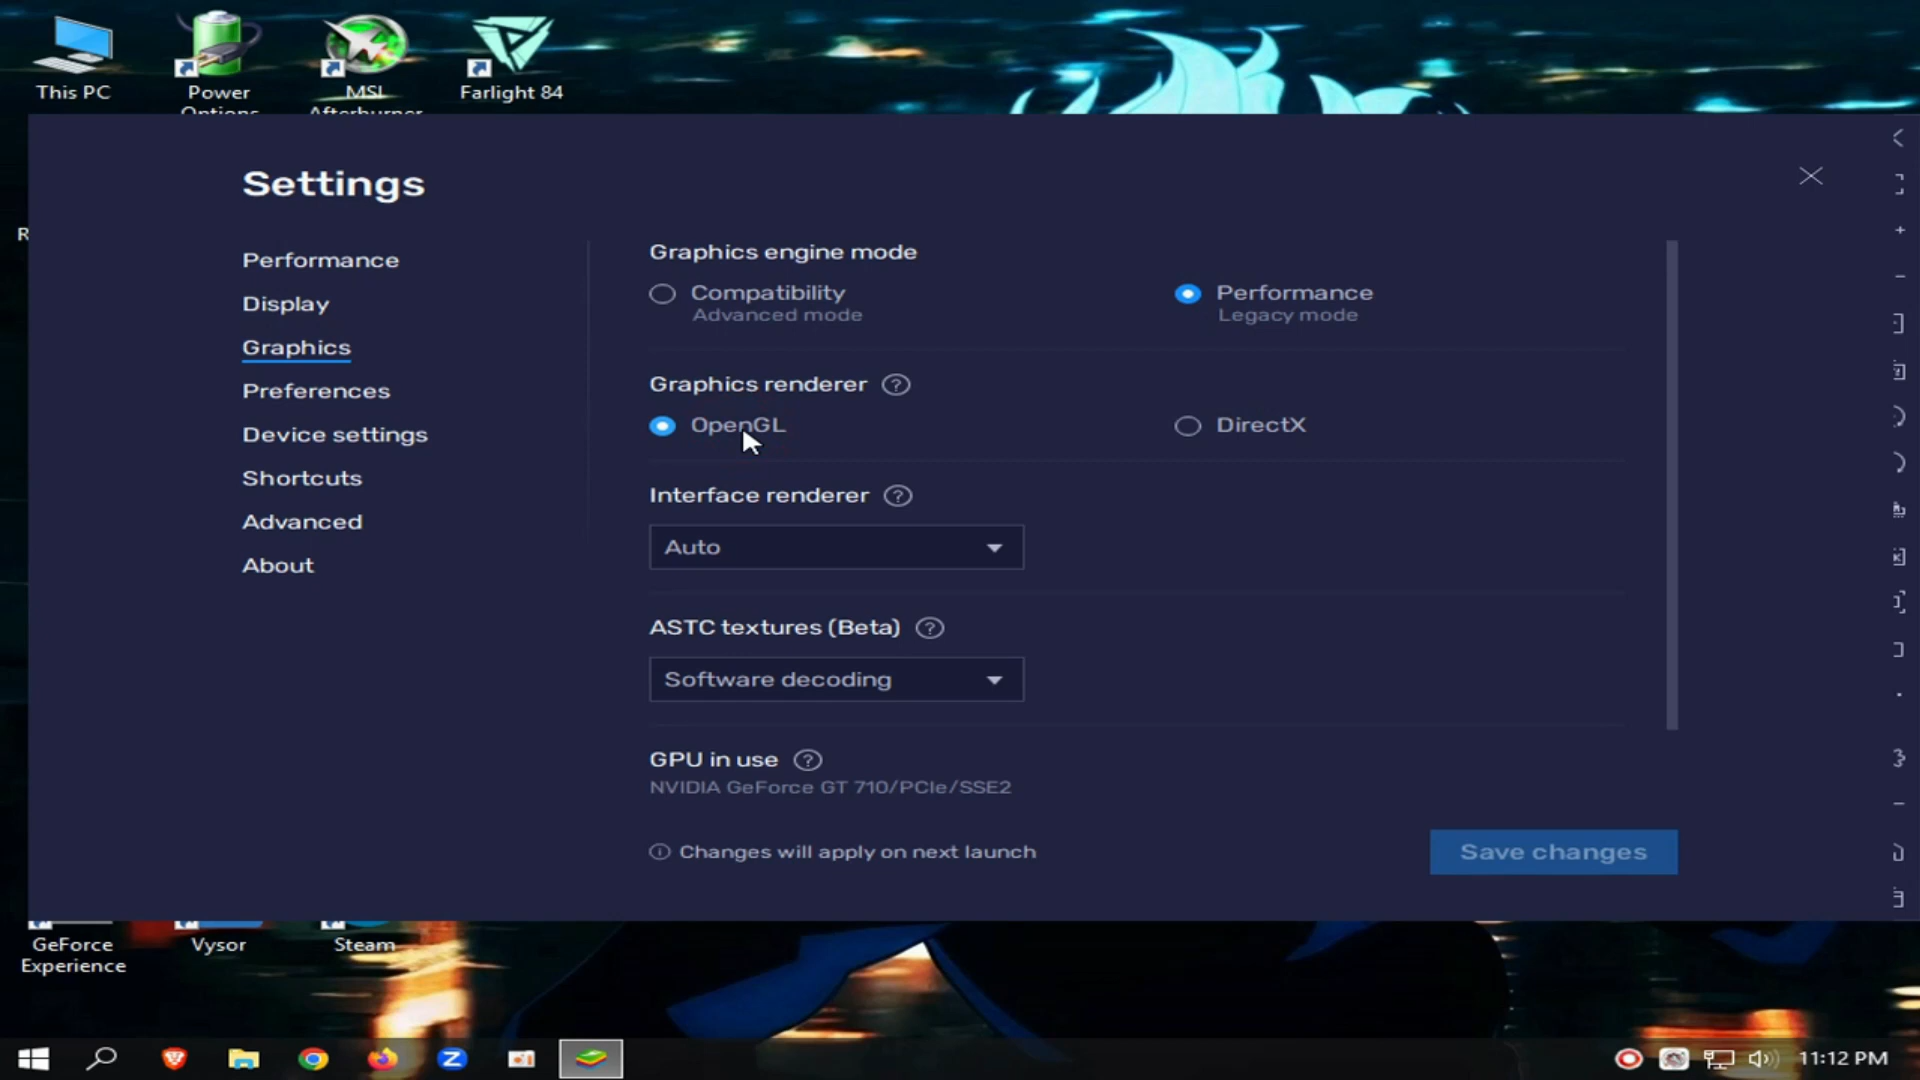 This PC
Power
Options
MSI
Afterburner
Farlight 84
R
Settings
Performance
Display
Graphics
Preferences
Device settings
Shortcuts
Advanced
About
Graphics engine mode
Compatibility
Advanced mode
Performance
Legacy mode
Graphics renderer ?
OpenGL
DirectX
Interface renderer ?
Auto
ASTC textures (Beta) ?
Software decoding
GPU in use ?
NVIDIA GeForce GT 710/PCIe/SSE2
Changes will apply on next launch
Save changes
GeForce
Experience
Vysor
Steam
11:12 PM